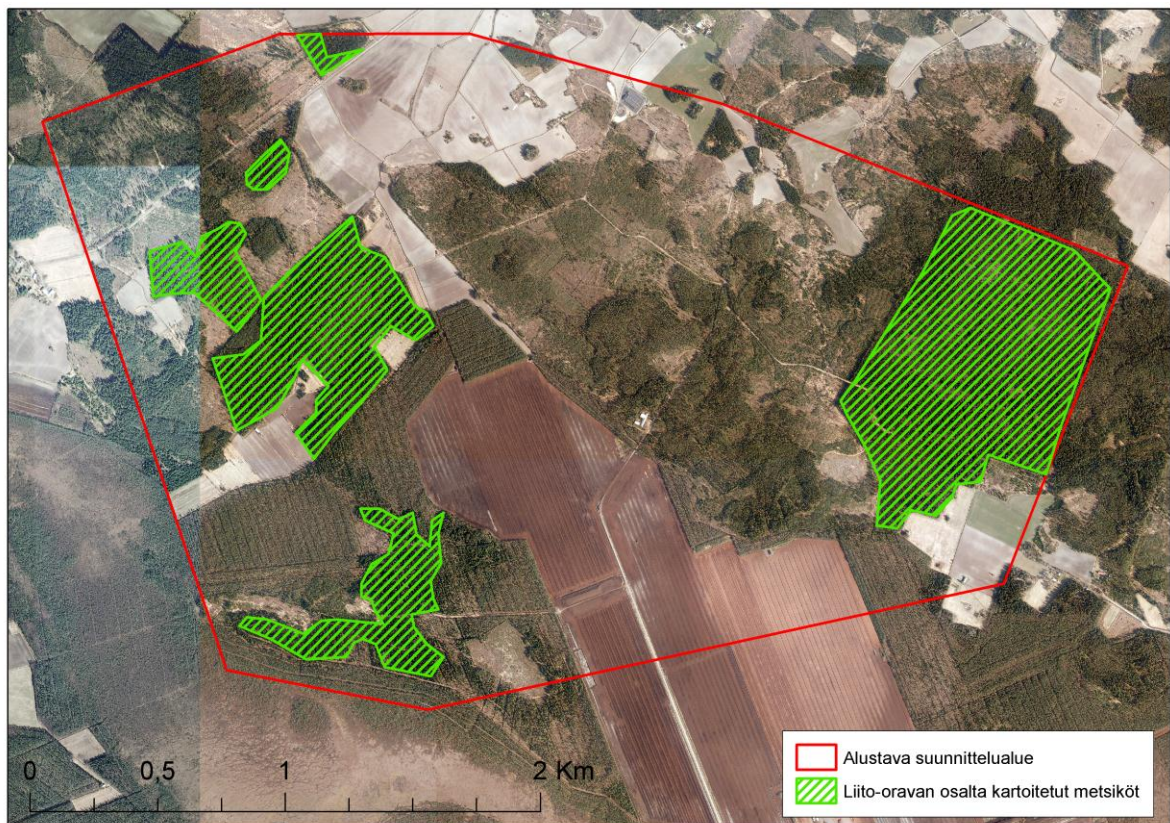 0 0,5 1 2 Km
Alustava suunnittelualue
Liito-oravan osalta kartoitetut metsiköt